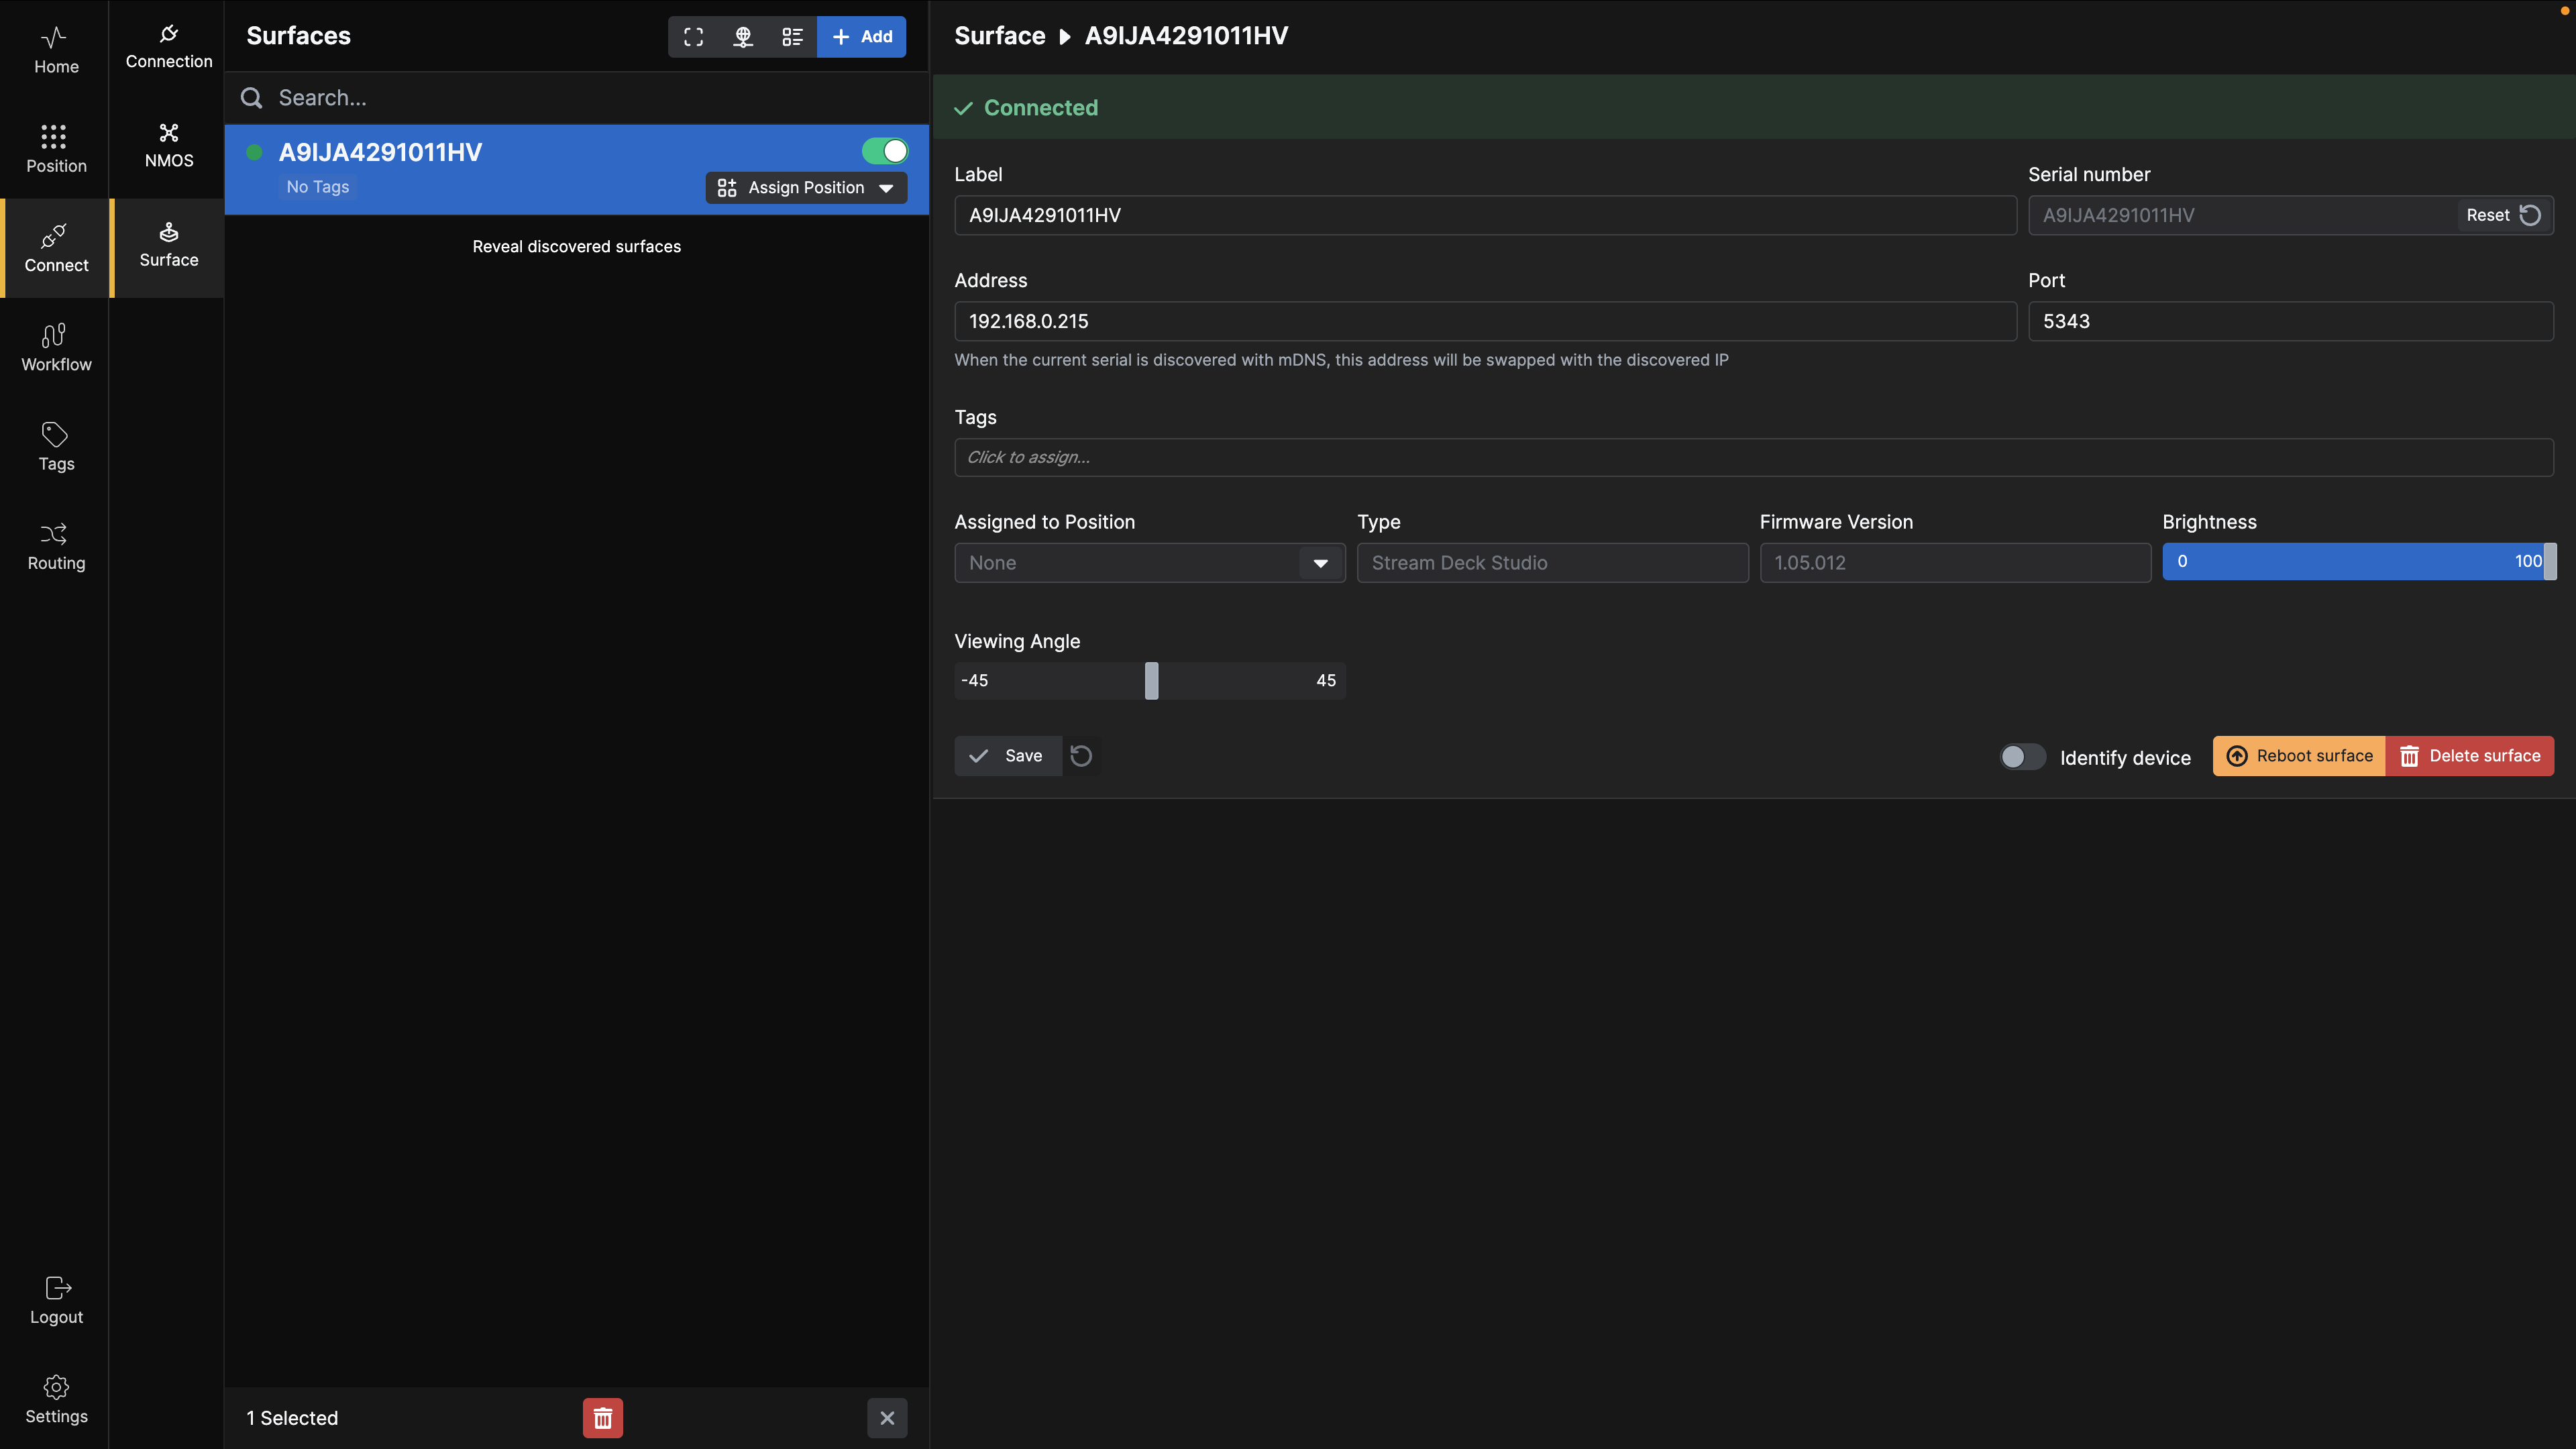 Home
Position
Connect
Workflow
Tags
Routing
Logout
Settings
Connection
NMOS
Surface
Surfaces
Add
Search...
A9IJA4291011HV
No Tags
Assign Position
Reveal discovered surfaces
1 Selected
Surface A9IJA4291011HV
Connected
Label
A9IJA4291011HV
Serial number
A9IJA4291011HV Reset
Address
192.168.0.215
Port
5343
When the current serial is discovered with mDNS, this address will be swapped with the discovered IP
Tags
Click to assign...
Assigned to Position
None
Type
Stream Deck Studio
Firmware Version
1.05.012
Brightness
0 100
Viewing Angle
-45 45
Save
Identify device
Reboot surface
Delete surface